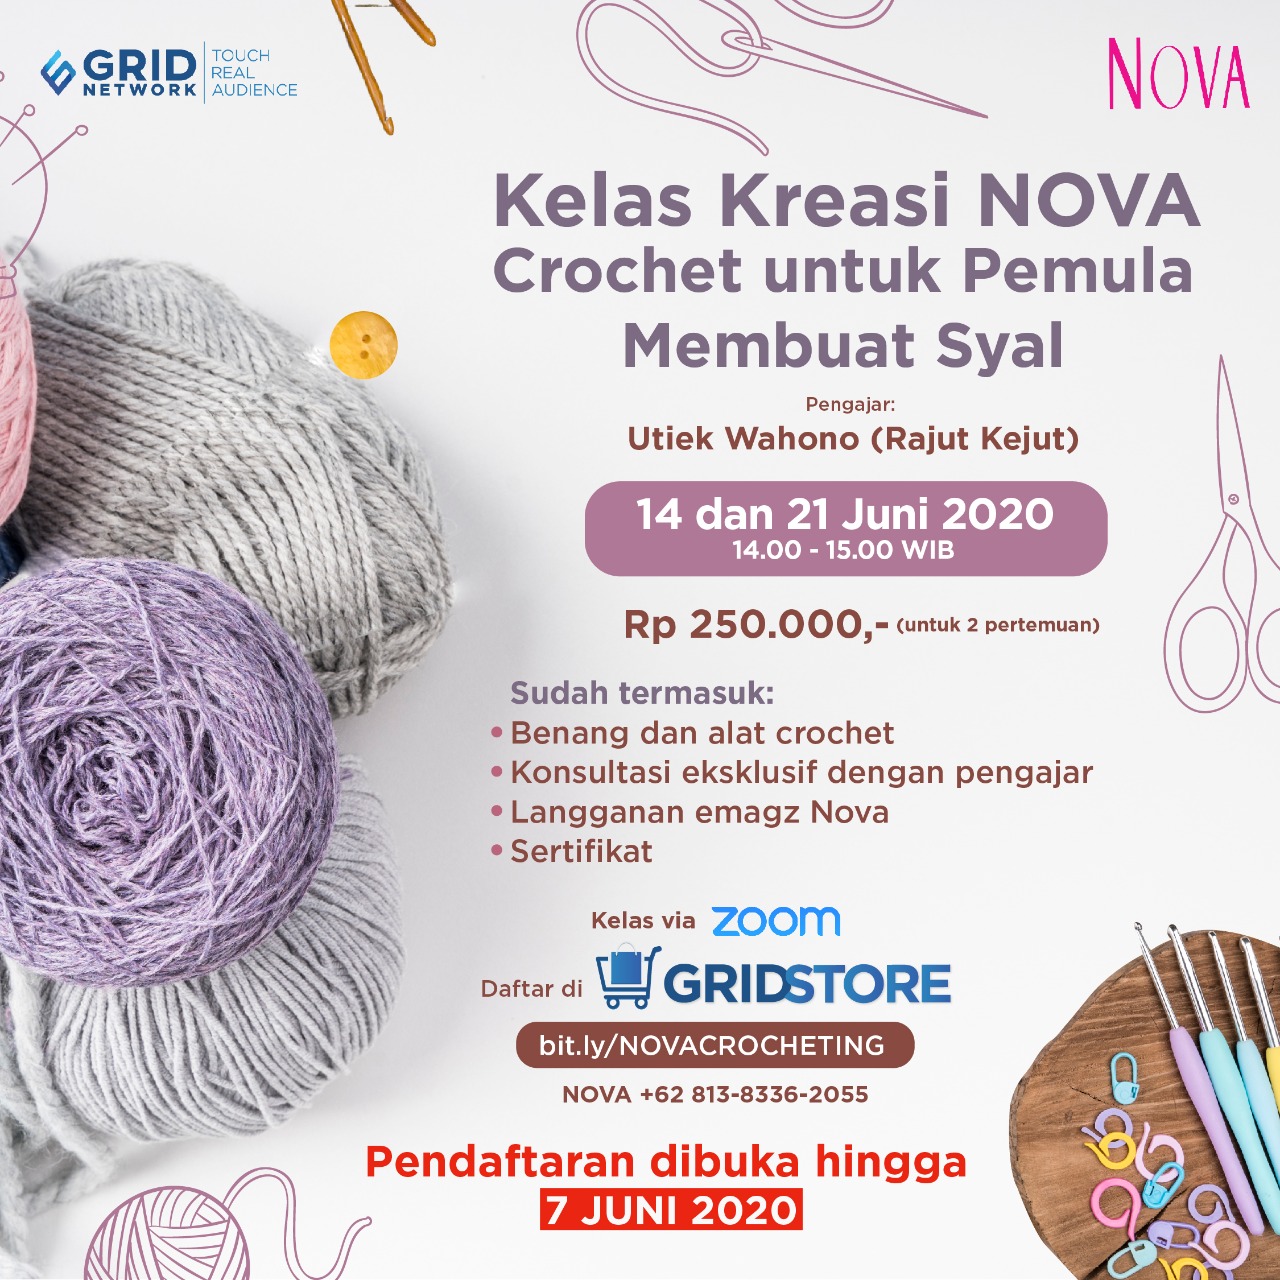 GRID
NETWORK
TOUCH
REAL
AUDIENCE
NOVA
Kelas Kreasi NOVA
Crochet untuk Pemula
Membuat Syal
Pengajar:
Utiek Wahono (Rajut Kejut)
14 dan 21 Juni 2020
14.00 - 15.00 WIB
Rp 250.000,- (untuk 2 pertemuan)
Sudah termasuk:
• Benang dan alat crochet
• Konsultasi eksklusif dengan pengajar
• Langganan emagz Nova
• Sertifikat
Kelas via zoom
Daftar di GRIDSTORE
bit.ly/NOVACROCHETING
NOVA +62 813-8336-2055
Pendaftaran dibuka hingga
7 JUNI 2020